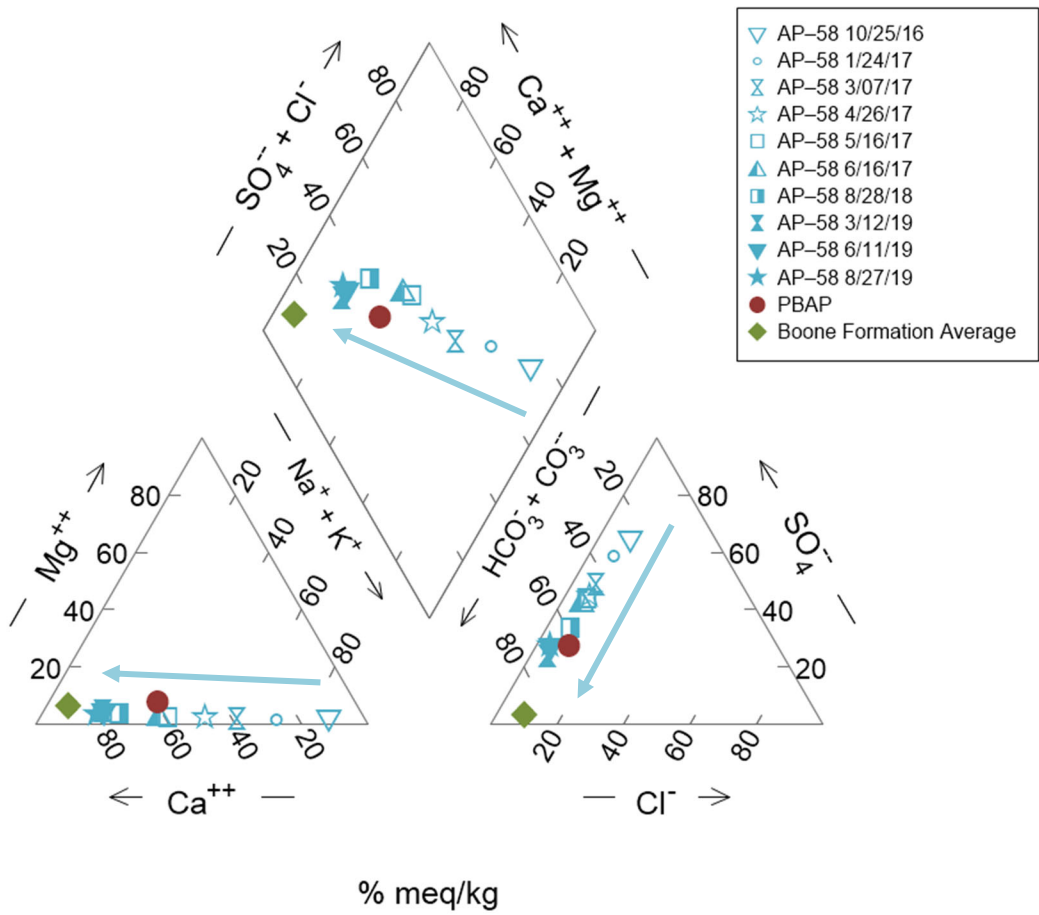 AP–58 10/25/16
AP–58 1/24/17
AP–58 3/07/17
AP–58 4/26/17
AP–58 5/16/17
AP–58 6/16/17
AP–58 8/28/18
AP–58 3/12/19
AP–58 6/11/19
AP–58 8/27/19
PBAP
Boone Formation Average
SO₄⁻⁻ + Cl⁻
Ca⁺⁺ + Mg⁺⁺
80
60
40
20
80
60
40
20
Mg⁺⁺
80
60
40
20
Na⁺ + K⁺
20
40
60
80
80
60
40
20
Ca⁺⁺
HCO₃⁻ + CO₃⁻⁻
20
40
60
80
SO₄⁻⁻
80
60
40
20
20
40
60
80
Cl⁻
% meq/kg